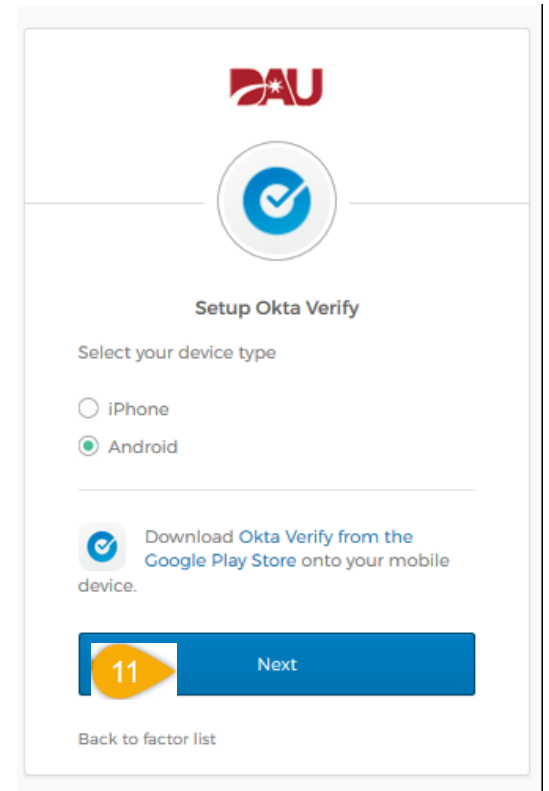 DAU
Setup Okta Verify
Select your device type
iPhone
Android
Download Okta Verify from the
Google Play Store onto your mobile
device.
11
Next
Back to factor list